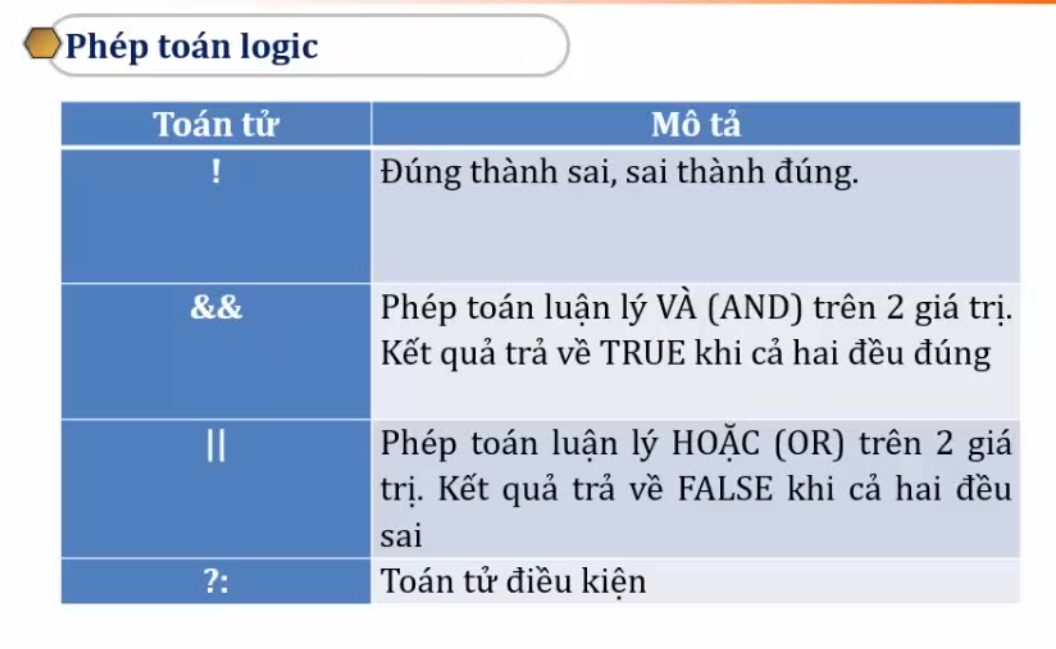 Phép toán logic
Toán tử
Mô tả
!
Đúng thành sai, sai thành đúng.
&&
Phép toán luận lý VÀ (AND) trên 2 giá trị.
Kết quả trả về TRUE khi cả hai đều đúng
||
Phép toán luận lý HOẶC (OR) trên 2 giá
trị. Kết quả trả về FALSE khi cả hai đều
sai
?:
Toán tử điều kiện